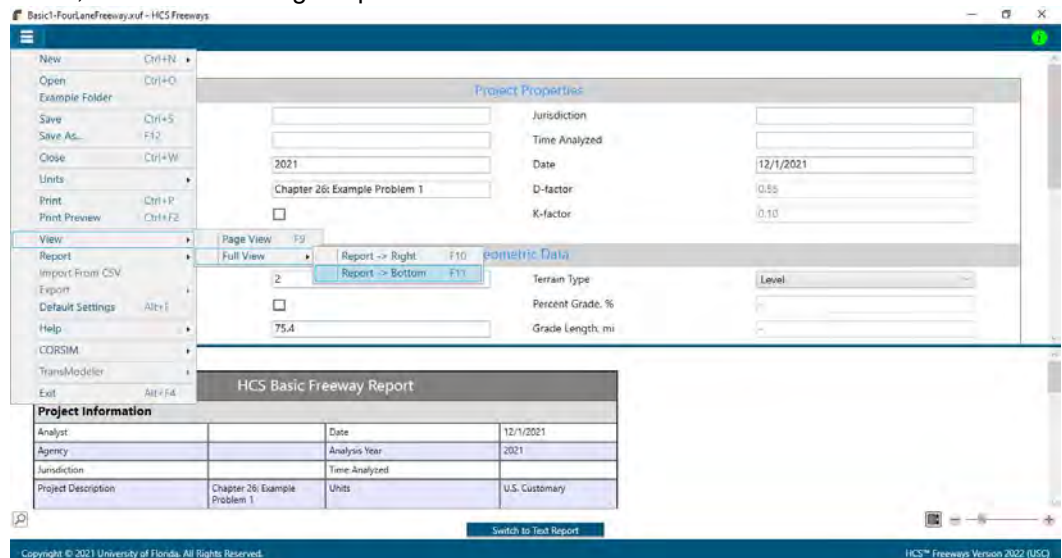 Basic1-FourLaneFreeway.xuf - HCS Freeways
New Ctrl+N
Open Ctrl+O
Example Folder
Save Ctrl+S
Save As... F12
Close Ctrl+W
Units
Print Ctrl+P
Print Preview Ctrl+F2
View
Report
Import From CSV
Export
Default Settings
Help
CORSIM
TransModeler
Exit Alt+F4
Page View F9
Full View
Report -> Right F10
Report -> Bottom F11
Project Properties
Jurisdiction
Time Analyzed
2021 Date 12/1/2021
Chapter 26: Example Problem 1 D-factor 0.55
K-factor 0.10
Geometric Data
2 Terrain Type Level
Percent Grade, % -
75.4 Grade Length, mi -
HCS Basic Freeway Report
Project Information
Analyst Date 12/1/2021
Agency Analysis Year 2021
Jurisdiction Time Analyzed
Project Description Chapter 26: Example Problem 1 Units U.S. Customary
Switch to Text Report
Copyright © 2021 University of Florida. All Rights Reserved. HCS™ Freeways Version 2022 (USC)